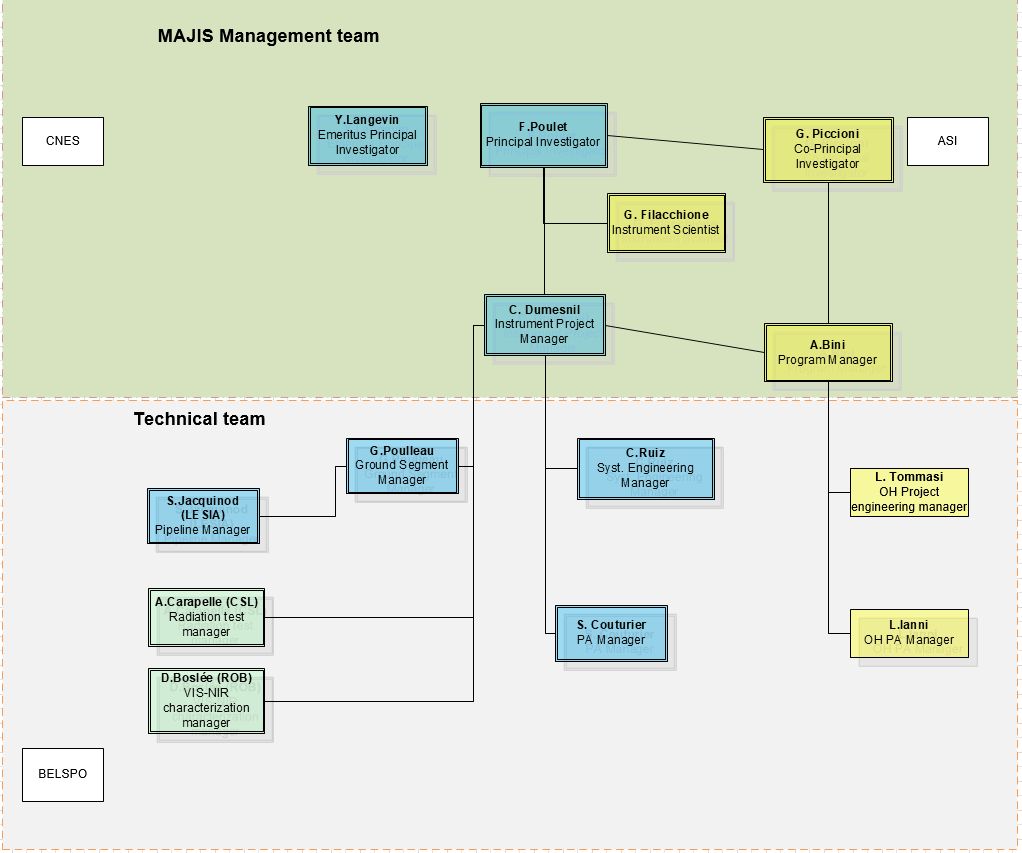 MAJIS Management team
CNES
Y.Langevin
Emeritus Principal
Investigator
F.Poulet
Principal Investigator
G. Piccioni
Co-Principal
Investigator
ASI
G. Filacchione
Instrument Scientist
C. Dumesnil
Instrument Project
Manager
A.Bini
Program Manager
Technical team
G.Poulleau
Ground Segment
Manager
C.Ruiz
Syst. Engineering
Manager
L. Tommasi
OH Project
engineering manager
S.Jacquinod
(LESIA)
Pipeline Manager
A.Carapelle (CSL)
Radiation test
manager
S. Couturier
PA Manager
L.Ianni
OH PA Manager
D.Boslée (ROB)
VIS-NIR
characterization
manager
BELSPO